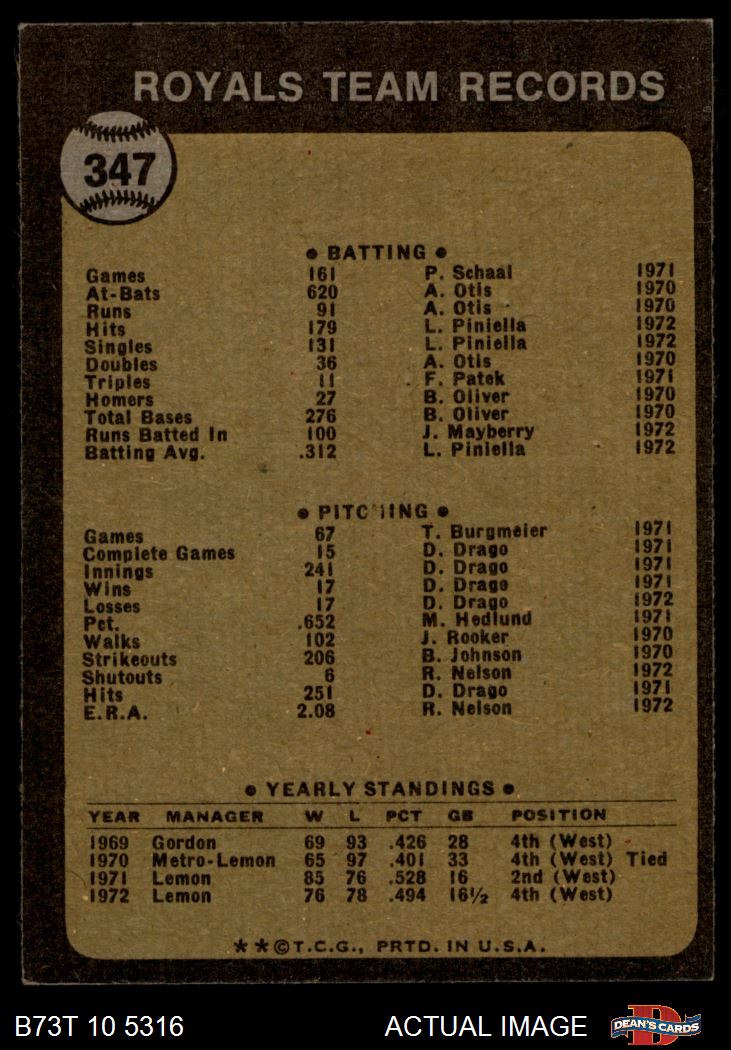 ROYALS TEAM RECORDS
347
● BATTING ●
Games 161 P. Schaal 1971
At-Bats 620 A. Otis 1970
Runs 91 A. Otis 1970
Hits 179 L. Piniella 1972
Singles 131 L. Piniella 1972
Doubles 36 A. Otis 1970
Triples 11 F. Patek 1971
Homers 27 B. Oliver 1970
Total Bases 276 B. Oliver 1970
Runs Batted In 100 J. Mayberry 1972
Batting Avg. .312 L. Piniella 1972
● PITCHING ●
Games 67 T. Burgmeier 1971
Complete Games 15 D. Drago 1971
Innings 241 D. Drago 1971
Wins 17 D. Drago 1971
Losses 17 D. Drago 1972
Pct. .652 M. Hedlund 1971
Walks 102 J. Rooker 1970
Strikeouts 206 B. Johnson 1970
Shutouts 6 R. Nelson 1972
Hits 251 D. Drago 1971
E.R.A. 2.08 R. Nelson 1972
● YEARLY STANDINGS ●
YEAR MANAGER W L PCT GB POSITION
1969 Gordon 69 93 .426 28 4th (West)
1970 Metro-Lemon 65 97 .401 33 4th (West) Tied
1971 Lemon 85 76 .528 16 2nd (West)
1972 Lemon 76 78 .494 16½ 4th (West)
★★©T.C.G., PRTD. IN U.S.A.
B73T 10 5316 ACTUAL IMAGE DEAN'S CARDS